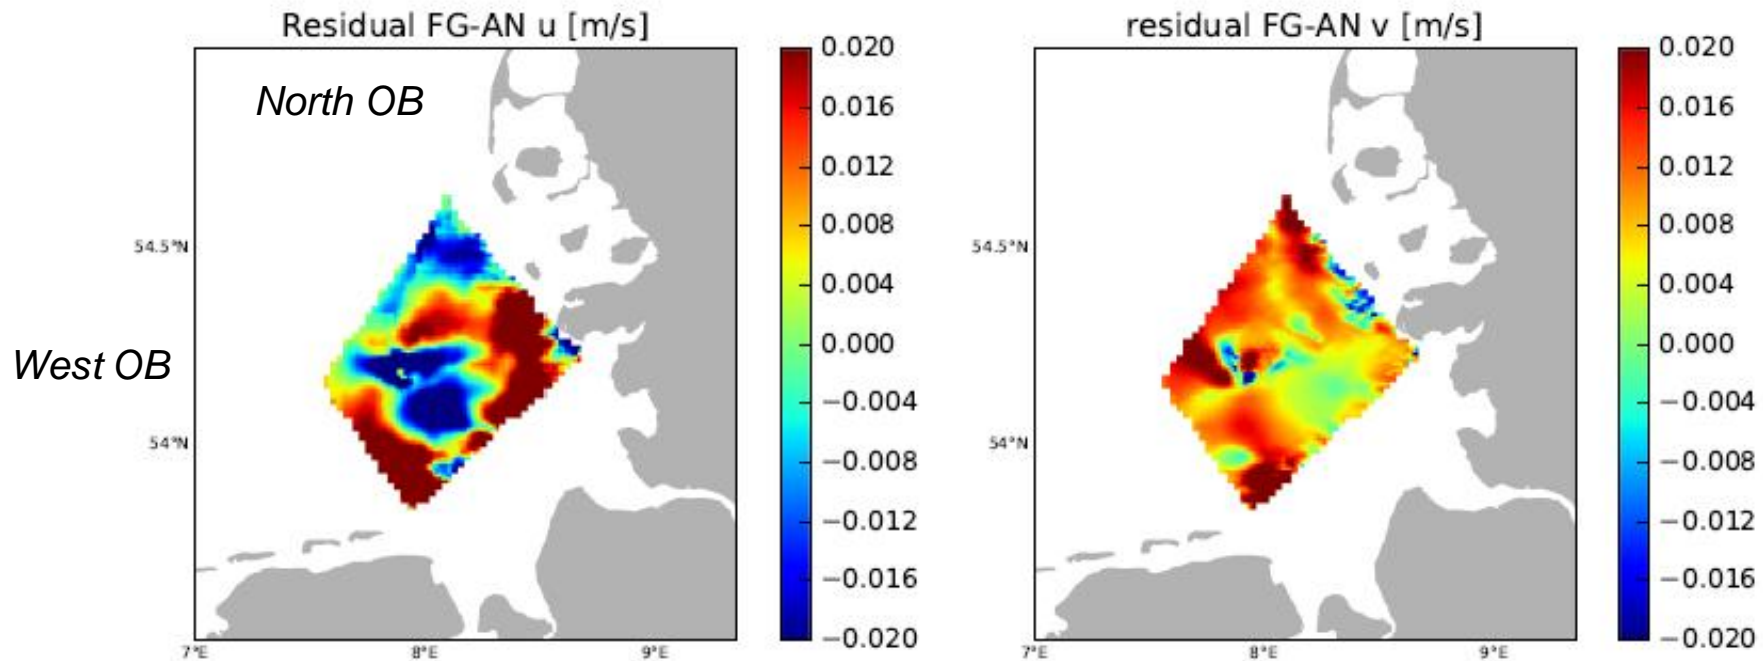 Residual FG-AN u [m/s]
North OB
West OB
54.5°N
54°N
7°E
8°E
9°E
0.020
0.016
0.012
0.008
0.004
0.000
−0.004
−0.008
−0.012
−0.016
−0.020
residual FG-AN v [m/s]
54.5°N
54°N
7°E
8°E
9°E
0.020
0.016
0.012
0.008
0.004
0.000
−0.004
−0.008
−0.012
−0.016
−0.020